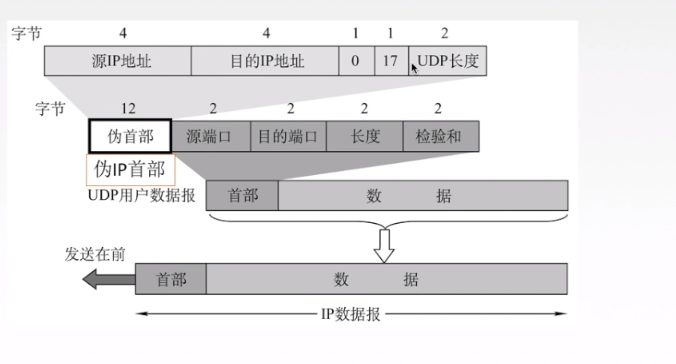 字节 4 4 1 1 2
源IP地址 目的IP地址 0 17 UDP长度
字节 12 2 2 2 2
伪首部 源端口 目的端口 长度 检验和
伪IP首部
UDP用户数据报 首部 数 据
发送在前
首部 数 据
IP数据报